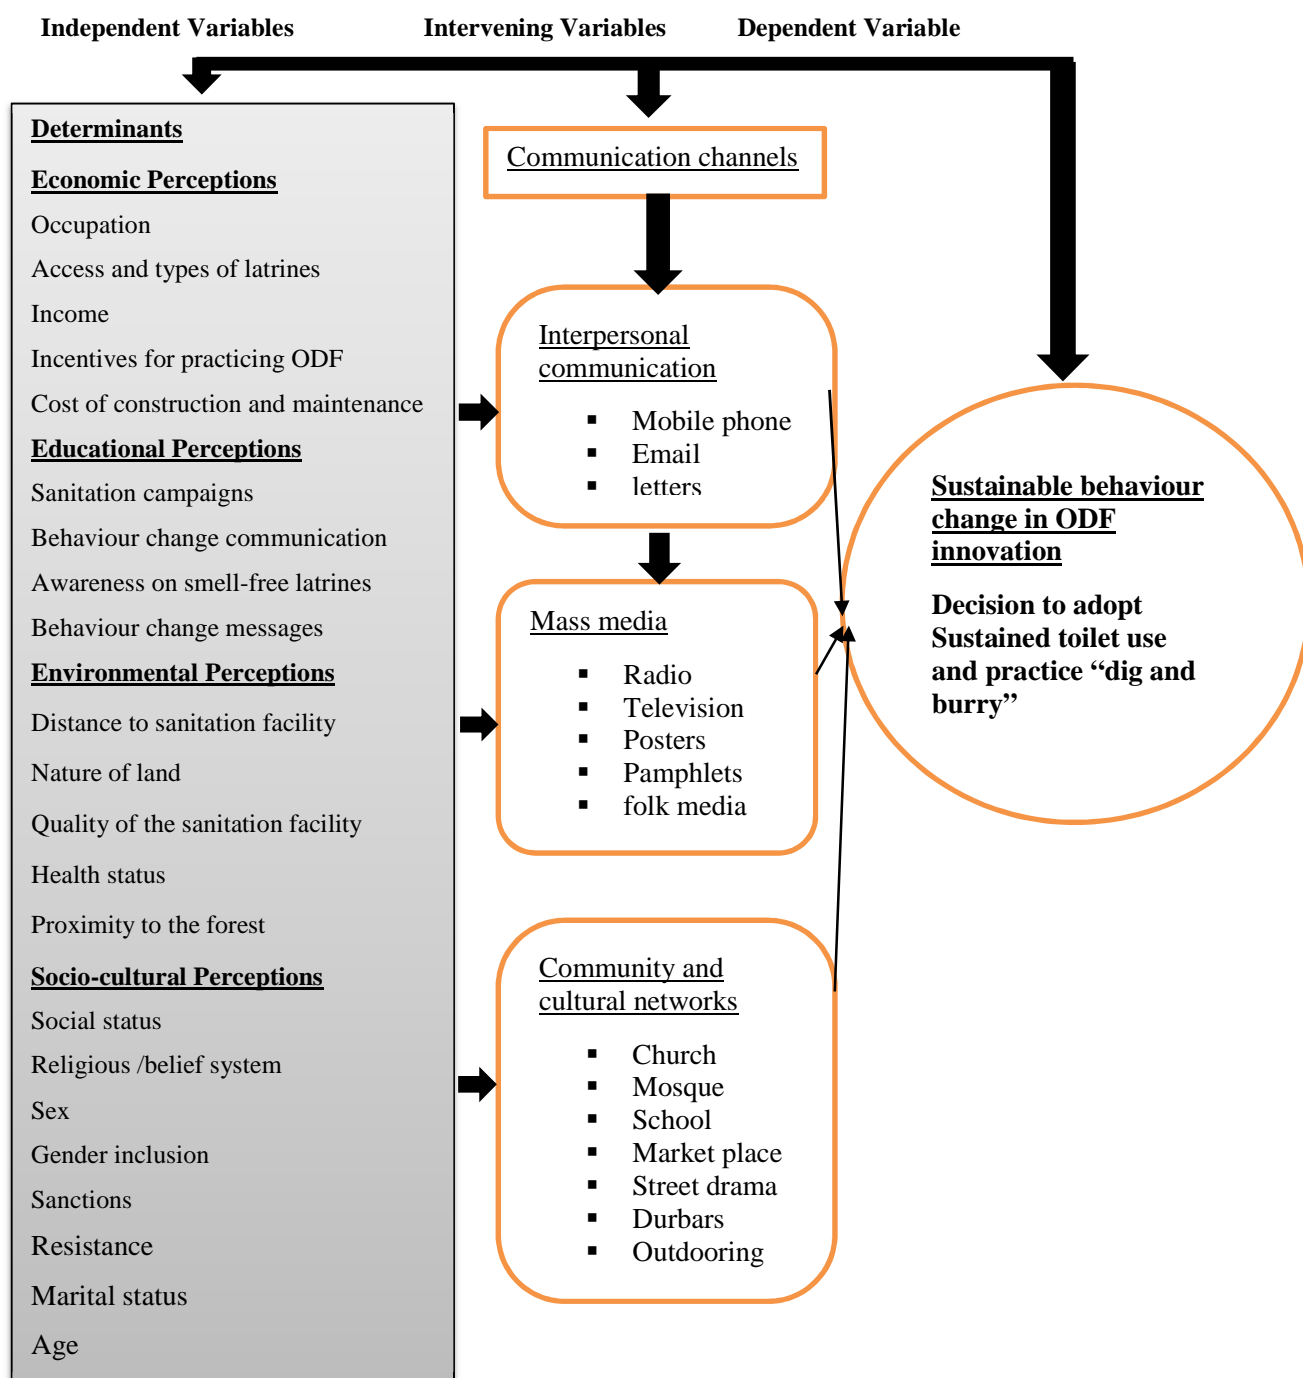 Independent Variables
Intervening Variables
Dependent Variable
Determinants
Economic Perceptions
Occupation
Access and types of latrines
Income
Incentives for practicing ODF
Cost of construction and maintenance
Educational Perceptions
Sanitation campaigns
Behaviour change communication
Awareness on smell-free latrines
Behaviour change messages
Environmental Perceptions
Distance to sanitation facility
Nature of land
Quality of the sanitation facility
Health status
Proximity to the forest
Socio-cultural Perceptions
Social status
Religious /belief system
Sex
Gender inclusion
Sanctions
Resistance
Marital status
Age
Communication channels
Interpersonal
communication
▪ Mobile phone
▪ Email
▪ letters
Mass media
▪ Radio
▪ Television
▪ Posters
▪ Pamphlets
▪ folk media
Community and
cultural networks
▪ Church
▪ Mosque
▪ School
▪ Market place
▪ Street drama
▪ Durbars
▪ Outdooring
Sustainable behaviour
change in ODF
innovation
Decision to adopt
Sustained toilet use
and practice “dig and
burry”